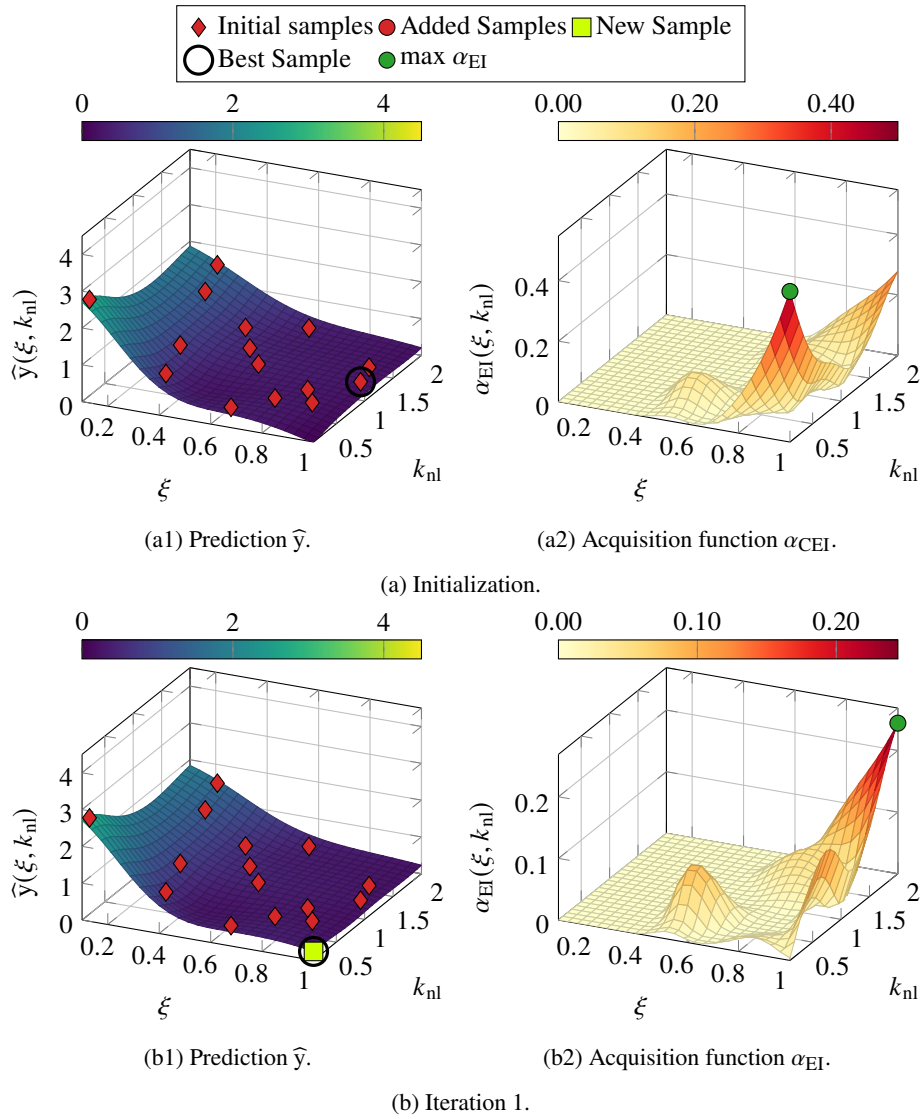 Initial samples Added Samples New Sample
Best Sample max α_EI
0 2 4
0.00 0.20 0.40
ŷ(ξ, k_nl)
4
3
2
1
0
0.2 0.4 0.6 0.8 1
0.5 1 1.5 2
ξ
k_nl
α_EI(ξ, k_nl)
0.4
0.2
0
0.2 0.4 0.6 0.8 1
0.5 1 1.5 2
ξ
k_nl
(a1) Prediction ŷ.
(a2) Acquisition function α_CEI.
(a) Initialization.
0 2 4
0.00 0.10 0.20
ŷ(ξ, k_nl)
4
3
2
1
0
0.2 0.4 0.6 0.8 1
0.5 1 1.5 2
ξ
k_nl
α_EI(ξ, k_nl)
0.2
0.1
0
0.2 0.4 0.6 0.8 1
0.5 1 1.5 2
ξ
k_nl
(b1) Prediction ŷ.
(b2) Acquisition function α_EI.
(b) Iteration 1.